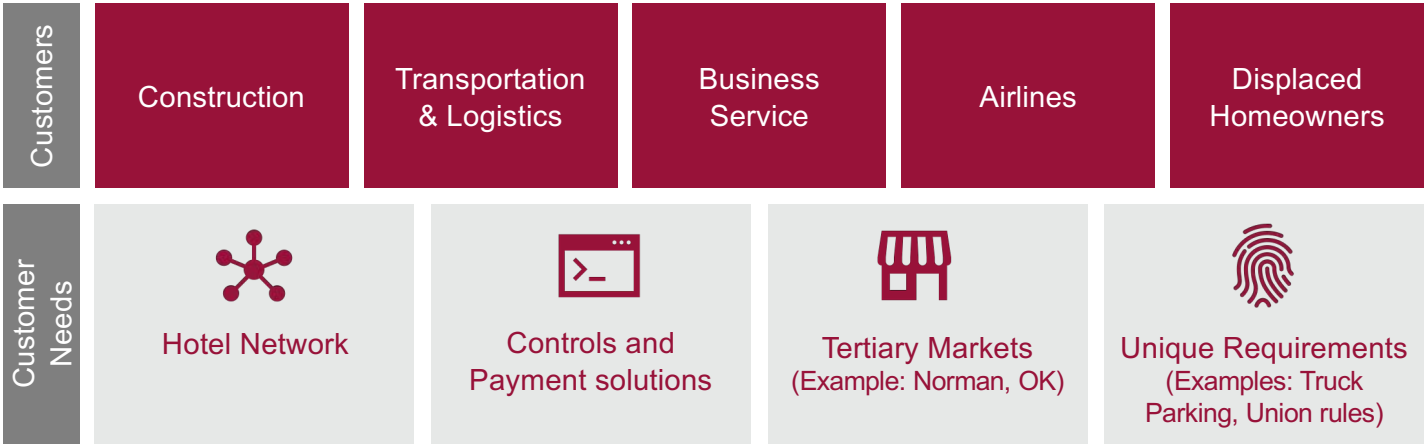 Customers
Construction
Transportation
& Logistics
Business
Service
Airlines
Displaced
Homeowners
Customer
Needs
Hotel Network
>_
Controls and
Payment solutions
Tertiary Markets
(Example: Norman, OK)
Unique Requirements
(Examples: Truck
Parking, Union rules)